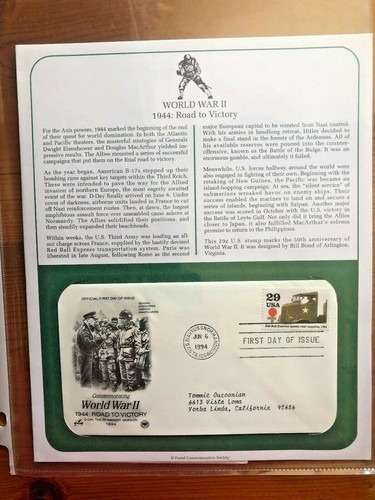 WORLD WAR II
1944: Road to Victory
For the Axis powers, 1944 marked the beginning of the end
of their quest for world domination. In both the Atlantic
and Pacific theaters, the masterful strategies of Generals
Dwight Eisenhower and Douglas MacArthur yielded im-
pressive results. The Allies mounted a series of successful
campaigns that put them on the final road to victory.
As the year began, American B-17s stepped up their
bombing runs against key targets within the Third Reich.
These were intended to pave the way for the Allied
invasion of northern Europe, the most eagerly awaited
event of the war. D-Day finally arrived on June 6. Under
cover of darkness, airborne units landed in France to cut
off Nazi reinforcement routes. Then, at dawn, the largest
amphibious assault force ever assembled came ashore at
Normandy. The Allies solidified their positions, and
then steadily expanded their beachheads.
Within weeks, the U.S. Third Army was leading an all-
out charge across France, supplied by the hastily devised
Red Ball Express transportation system. Paris was
liberated in late August, following Rome as the second
major European capital to be wrested from Nazi control.
With his armies in headlong retreat, Hitler decided to
make a final stand in the forests of the Ardennes. All of
his available reserves were poured into the counter-
offensive, known as the Battle of the Bulge. It was an
enormous gamble, and ultimately it failed.
Meanwhile, U.S. forces halfway around the world were
also engaged in fighting of their own. Beginning with the
retaking of New Guinea, the Pacific war became an
island-hopping campaign. At sea, the "silent service" of
submarines wreaked havoc on enemy ships. Their
success enabled the marines to land on and secure a
series of islands, beginning with Saipan. Another major
success was scored in October with the U.S. victory in
the Battle of Leyte Gulf. Not only did it bring the Allies
closer to Japan, it also fulfilled MacArthur's solemn
promise to return to the Philippines.
This 29¢ U.S. stamp marks the 50th anniversary of
World War II. It was designed by Bill Bond of Arlington,
Virginia.
OFFICIAL FIRST DAY OF ISSUE
JUN 6
1994
FIRST DAY OF ISSUE
29
USA
Red Ball Express speeds vital supplies, 1944
Commemorating
World War II
1944: ROAD TO VICTORY
1994
Tommie Ouzounian
6613 Vista Loma
Yorba Linda, California 92686
© Postal Commemorative Society